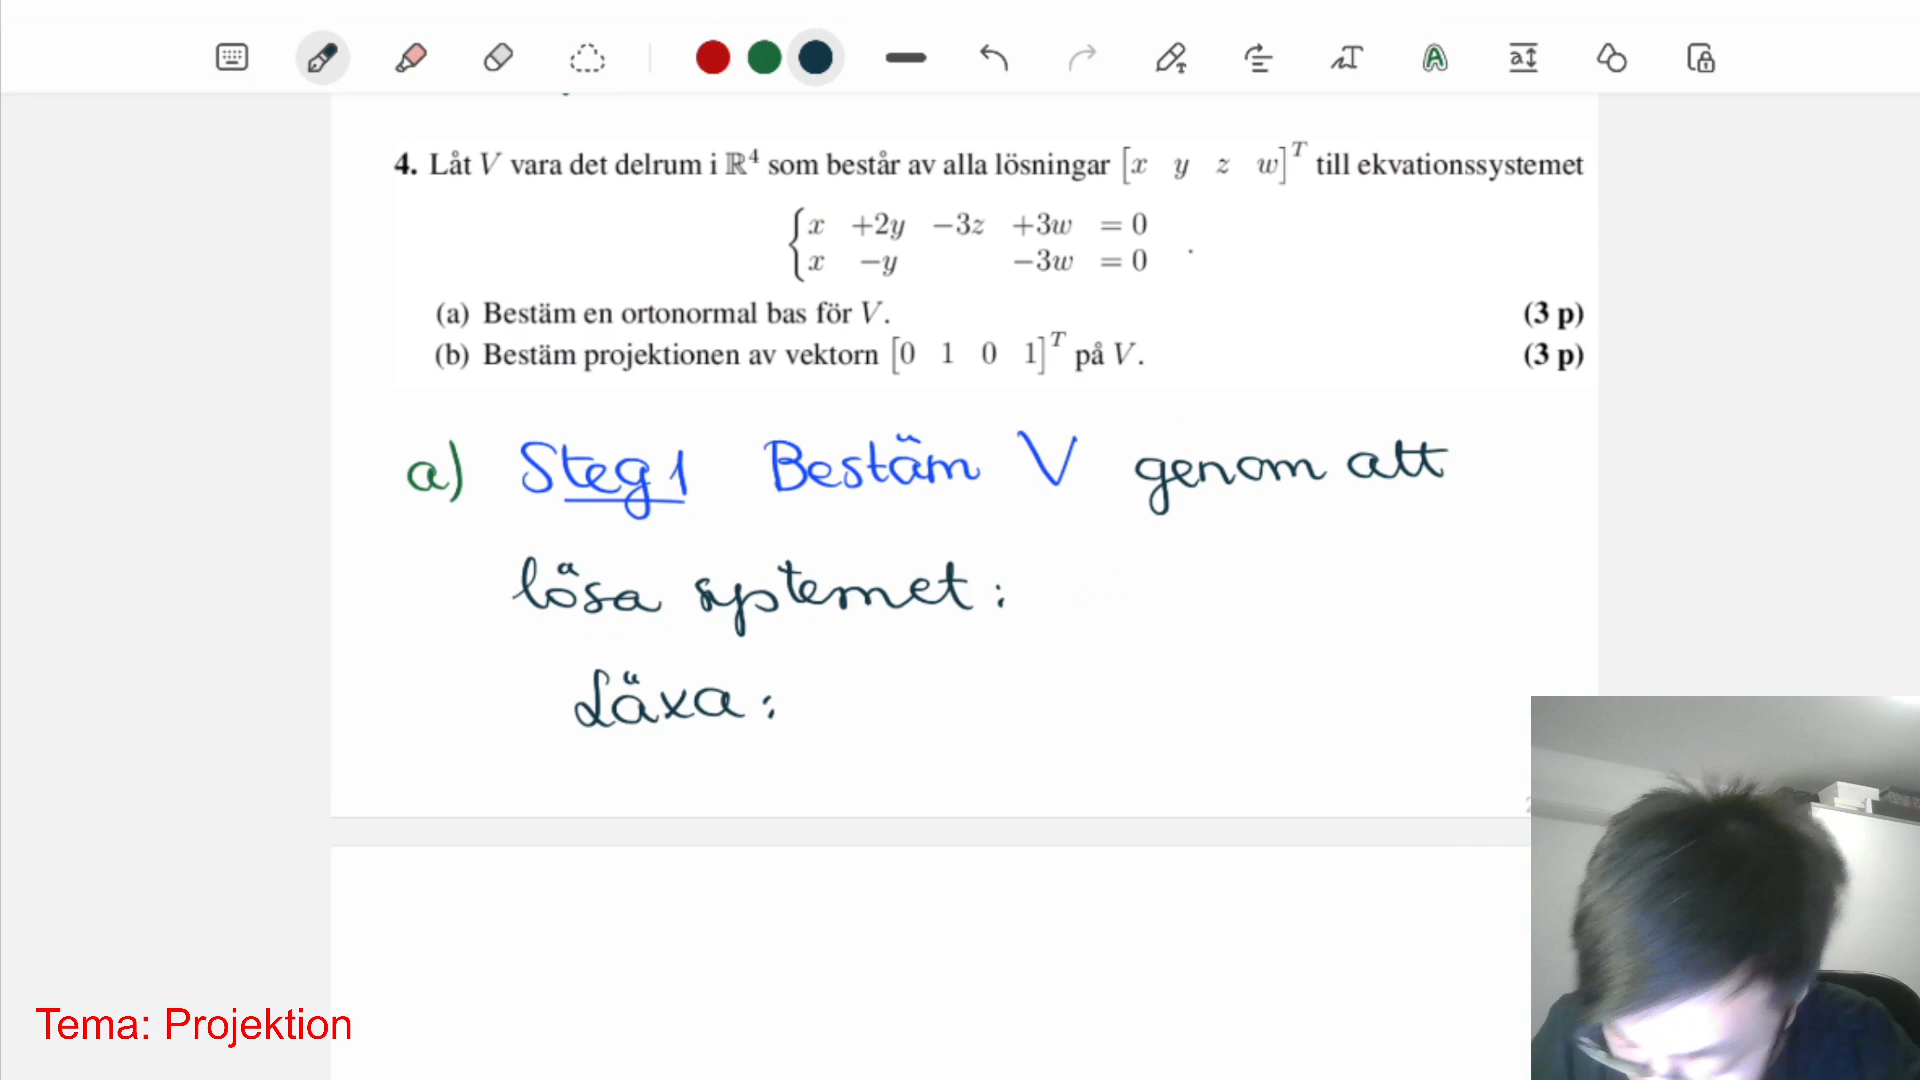 4. Låt V vara det delrum i ℝ⁴ som består av alla lösningar [x y z w]ᵀ till ekvationssystemet
{x +2y −3z +3w = 0
x −y −3w = 0 .
(a) Bestäm en ortonormal bas för V. (3 p)
(b) Bestäm projektionen av vektorn [0 1 0 1]ᵀ på V. (3 p)
a) Steg 1 Bestäm V genom att
lösa systemet:
Läxa:
Tema: Projektion